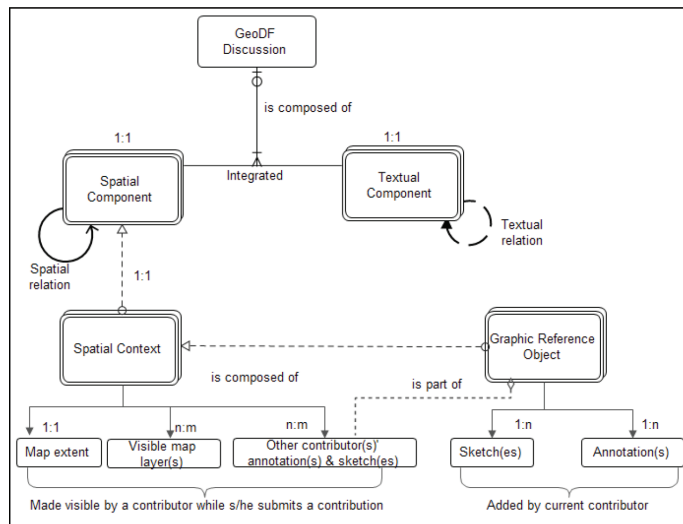 GeoDF
Discussion
is composed of
1:1
1:1
Spatial
Component
Integrated
Textual
Component
Textual
relation
Spatial
relation
1:1
Spatial Context
Graphic Reference
Object
is composed of
is part of
1:1
n:m
n:m
1:n
1:n
Map extent
Visible map
layer(s)
Other contributor(s)'
annotation(s) & sketch(es)
Sketch(es)
Annotation(s)
Made visible by a contributor while s/he submits a contribution
Added by current contributor